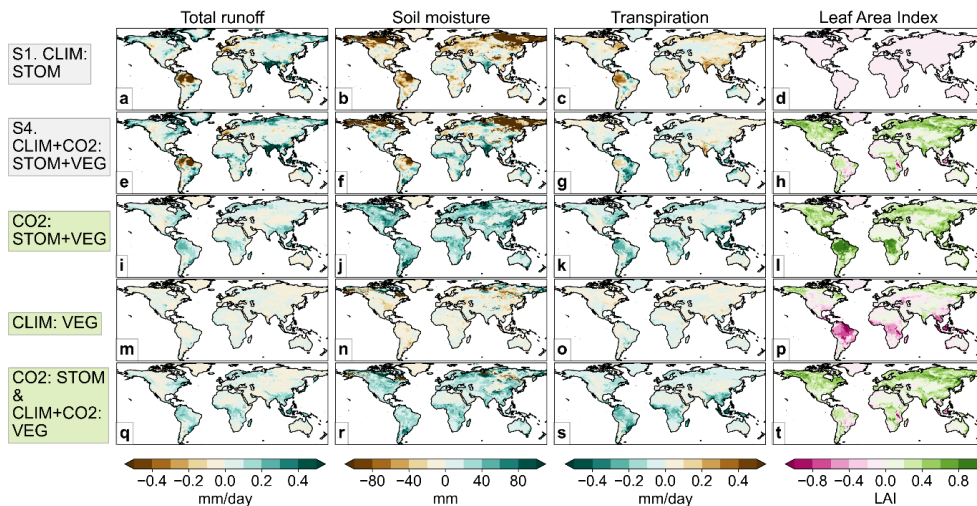 Total runoff
Soil moisture
Transpiration
Leaf Area Index
S1. CLIM:
STOM
a
b
c
d
S4.
CLIM+CO2:
STOM+VEG
e
f
g
h
CO2:
STOM+VEG
i
j
k
l
CLIM: VEG
m
n
o
p
CO2: STOM
&
CLIM+CO2:
VEG
q
r
s
t
−0.4 −0.2 0.0 0.2 0.4
mm/day
−80 −40 0 40 80
mm
−0.4 −0.2 0.0 0.2 0.4
mm/day
−0.8 −0.4 0.0 0.4 0.8
LAI